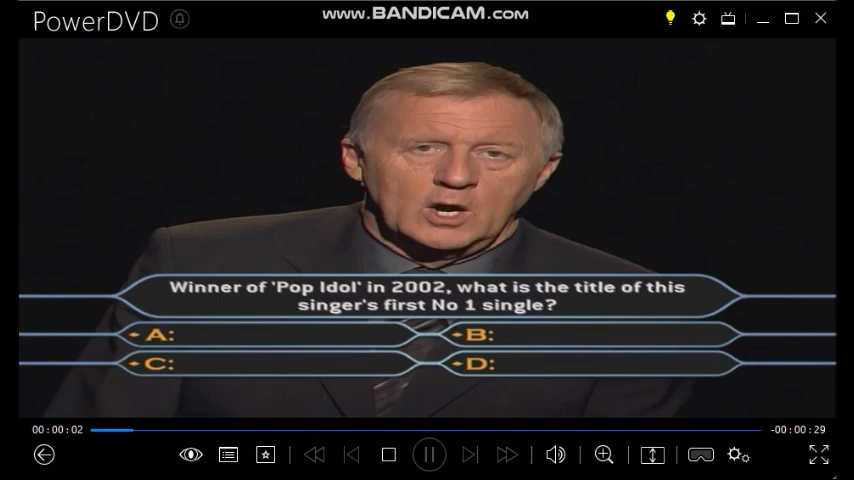 PowerDVD
www.BANDICAM.com
Winner of 'Pop Idol' in 2002, what is the title of this
singer's first No 1 single?
A:
B:
C:
D:
00:00:02
-00:00:29